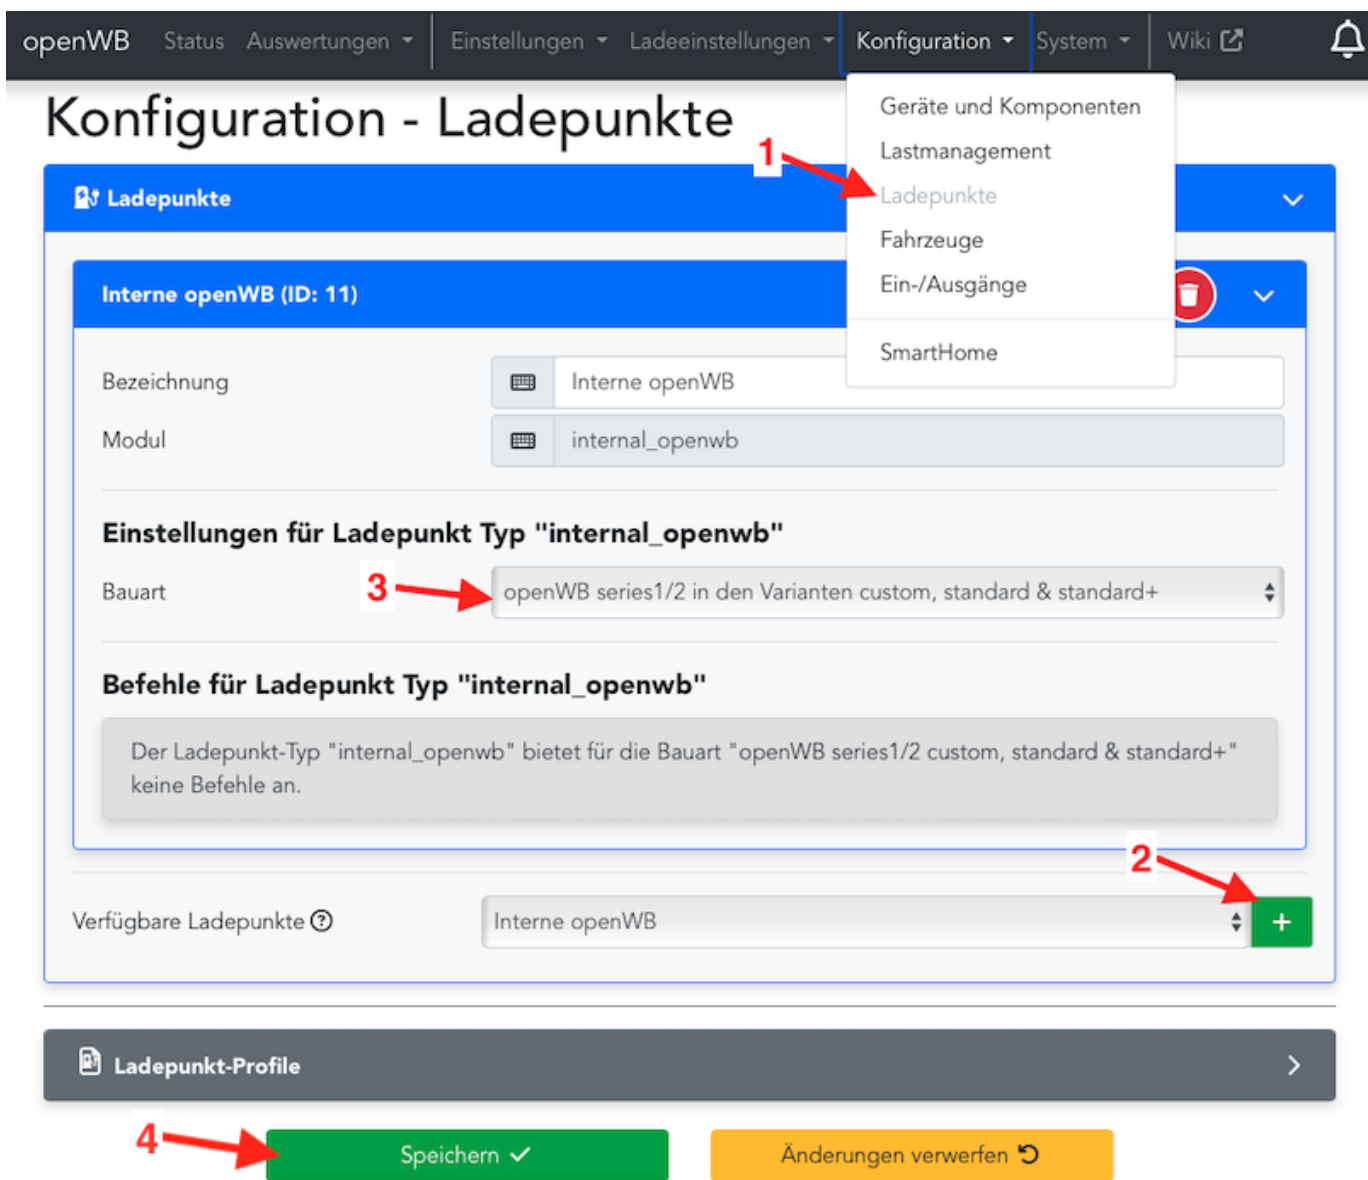 openWB Status Auswertungen Einstellungen Ladeeinstellungen Konfiguration System Wiki
Konfiguration - Ladepunkte
Geräte und Komponenten
Lastmanagement
1
Ladepunkte
Fahrzeuge
Ein-/Ausgänge
SmartHome
Ladepunkte
Interne openWB (ID: 11)
Bezeichnung Interne openWB
Modul internal_openwb
Einstellungen für Ladepunkt Typ "internal_openwb"
Bauart 3 openWB series1/2 in den Varianten custom, standard & standard+
Befehle für Ladepunkt Typ "internal_openwb"
Der Ladepunkt-Typ "internal_openwb" bietet für die Bauart "openWB series1/2 custom, standard & standard+"
keine Befehle an.
2
Verfügbare Ladepunkte Interne openWB +
Ladepunkt-Profile
4 Speichern Änderungen verwerfen